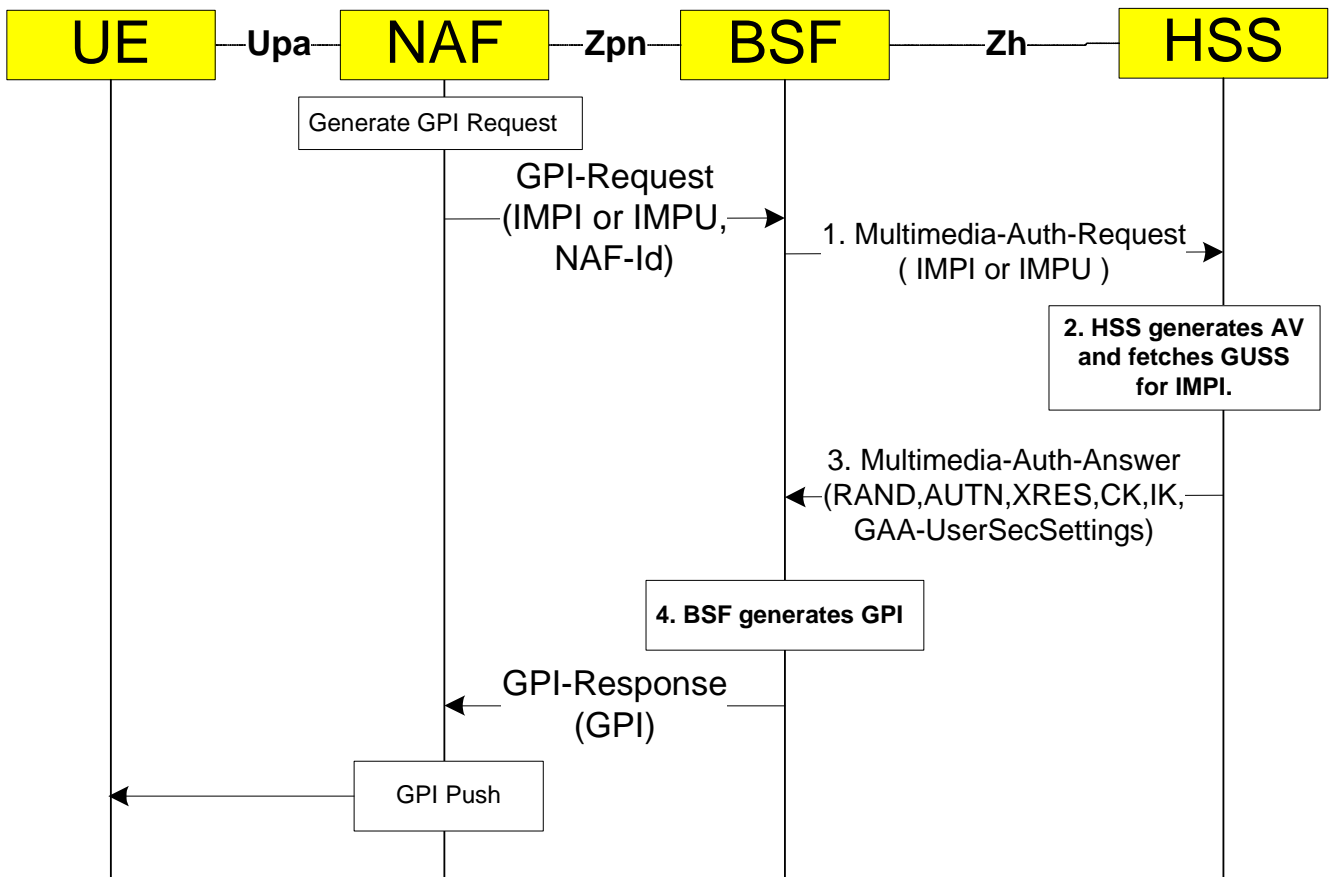 UE
Upa
NAF
Zpn
BSF
Zh
HSS
Generate GPI Request
GPI-Request
(IMPI or IMPU,
NAF-Id)
1. Multimedia-Auth-Request
( IMPI or IMPU )
2. HSS generates AV
and fetches GUSS
for IMPI.
3. Multimedia-Auth-Answer
(RAND,AUTN,XRES,CK,IK,
GAA-UserSecSettings)
4. BSF generates GPI
GPI-Response
(GPI)
GPI Push